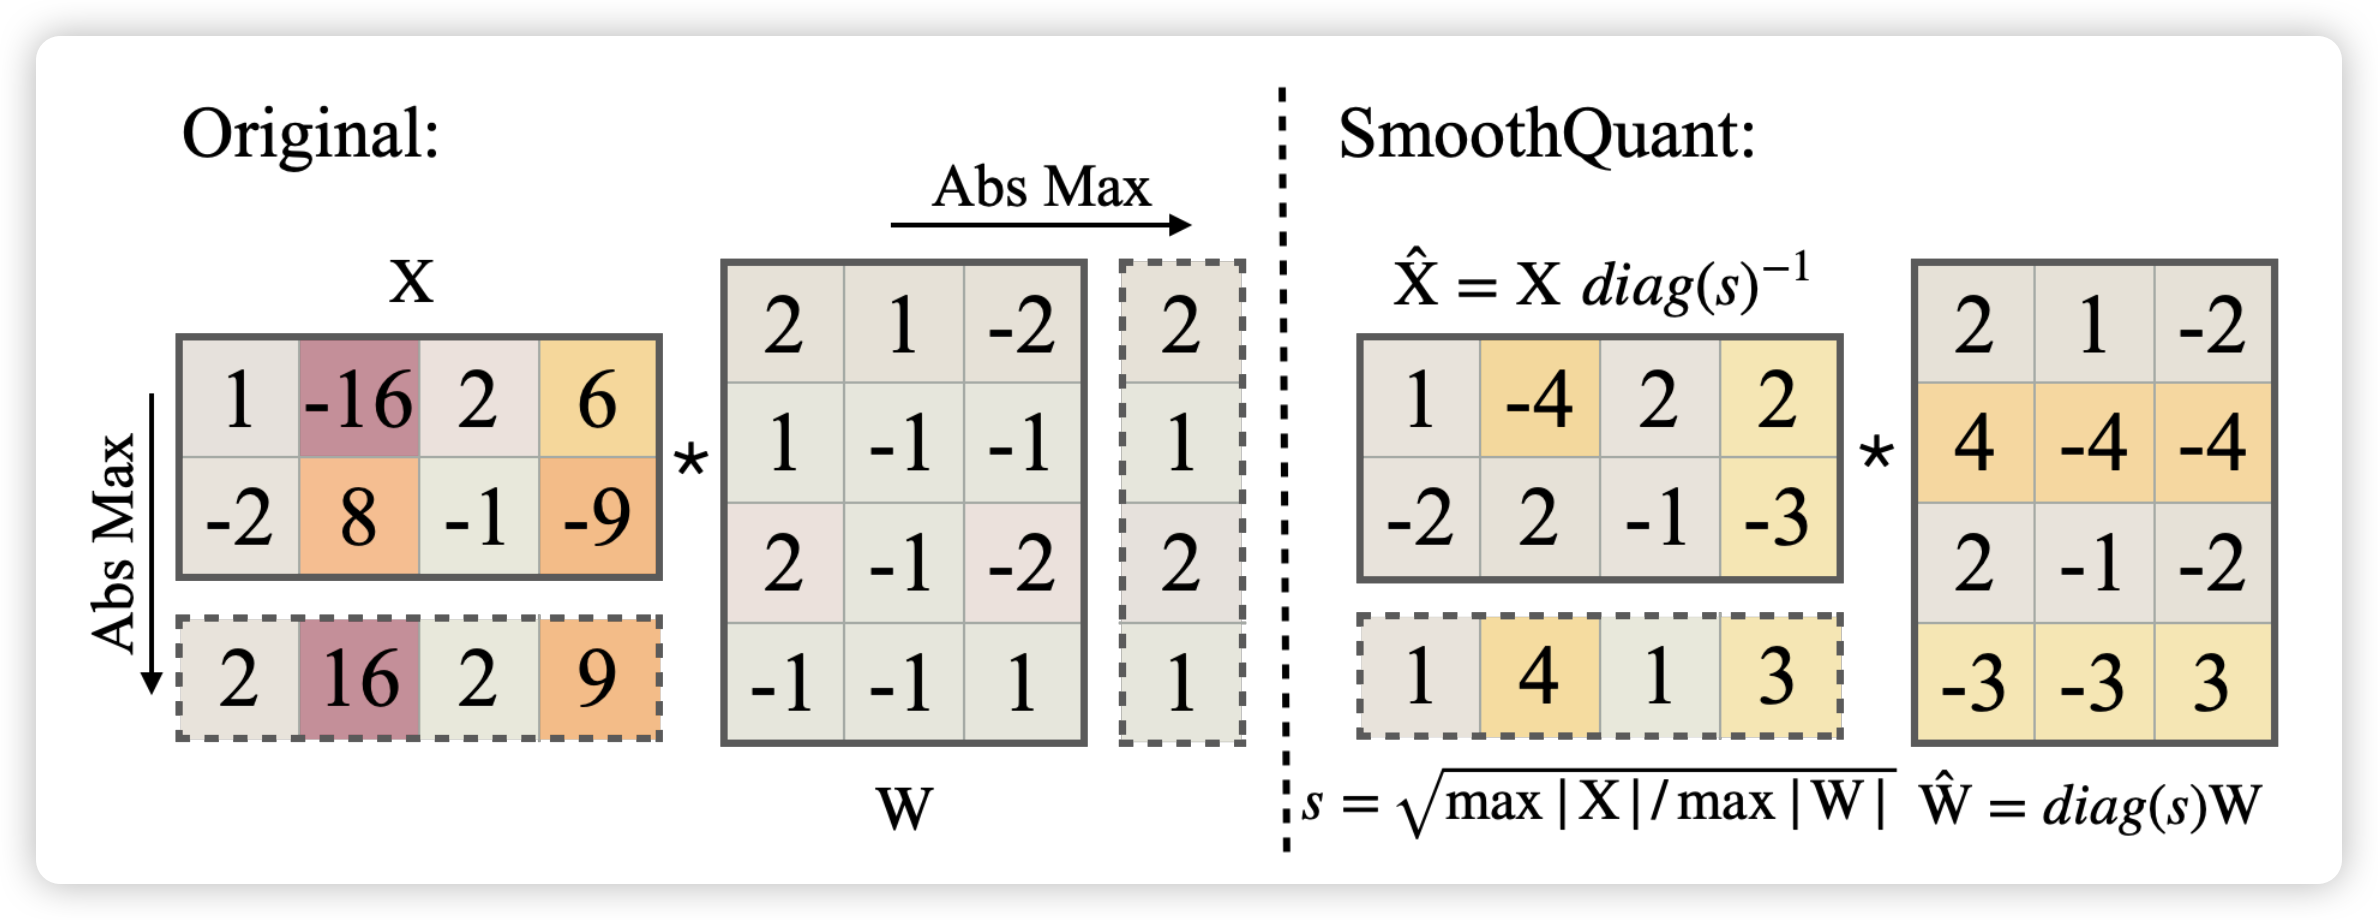 Original:
Abs Max
X
1 -16 2 6
-2 8 -1 -9
Abs Max
2 16 2 9
*
2 1 -2
1 -1 -1
2 -1 -2
-1 -1 1
2
1
2
1
W
SmoothQuant:
X̂ = X diag(s)⁻¹
1 -4 2 2
-2 2 -1 -3
1 4 1 3
s = √max |X| / max |W|
*
2 1 -2
4 -4 -4
2 -1 -2
-3 -3 3
Ŵ = diag(s)W